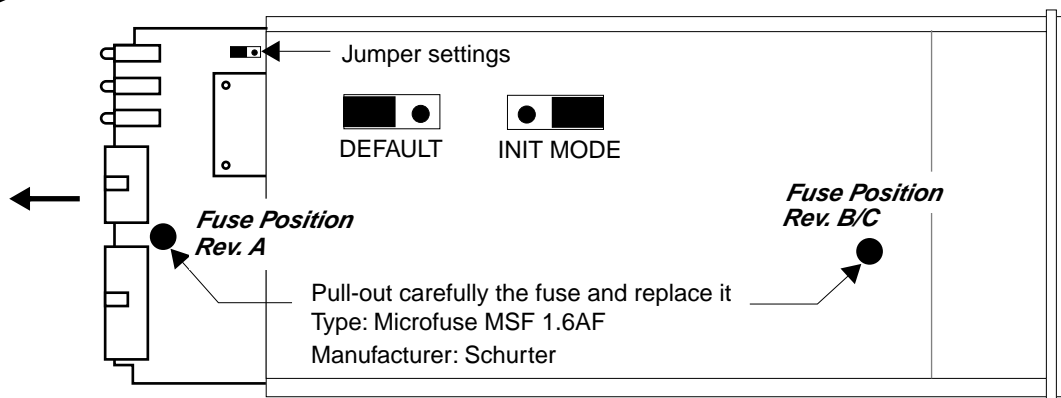 Jumper settings
DEFAULT
INIT MODE
Fuse Position
Rev. A
Fuse Position
Rev. B/C
Pull-out carefully the fuse and replace it
Type: Microfuse MSF 1.6AF
Manufacturer: Schurter